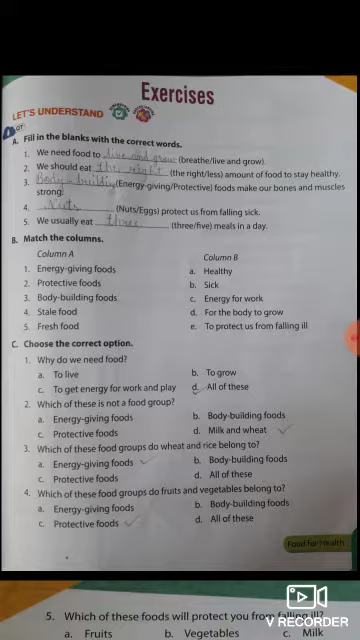 Exercises
LET'S UNDERSTAND
A. Fill in the blanks with the correct words.
1. We need food to live and grow (breathe/live and grow).
2. We should eat the right (the right/less) amount of food to stay healthy.
3. Body-building (Energy-giving/Protective) foods make our bones and muscles
strong.
4. Nuts (Nuts/Eggs) protect us from falling sick.
5. We usually eat three (three/five) meals in a day.
B. Match the columns.
Column A Column B
1. Energy-giving foods a. Healthy
2. Protective foods b. Sick
3. Body-building foods c. Energy for work
4. Stale food d. For the body to grow
5. Fresh food e. To protect us from falling ill
C. Choose the correct option.
1. Why do we need food?
a. To live b. To grow
c. To get energy for work and play d. All of these
2. Which of these is not a food group?
a. Energy-giving foods b. Body-building foods
c. Protective foods d. Milk and wheat
3. Which of these food groups do wheat and rice belong to?
a. Energy-giving foods b. Body-building foods
c. Protective foods d. All of these
4. Which of these food groups do fruits and vegetables belong to?
a. Energy-giving foods b. Body-building foods
c. Protective foods d. All of these
Food for Health
5. Which of these foods will protect you from falling ill?
a. Fruits b. Vegetables c. Milk
V RECORDER